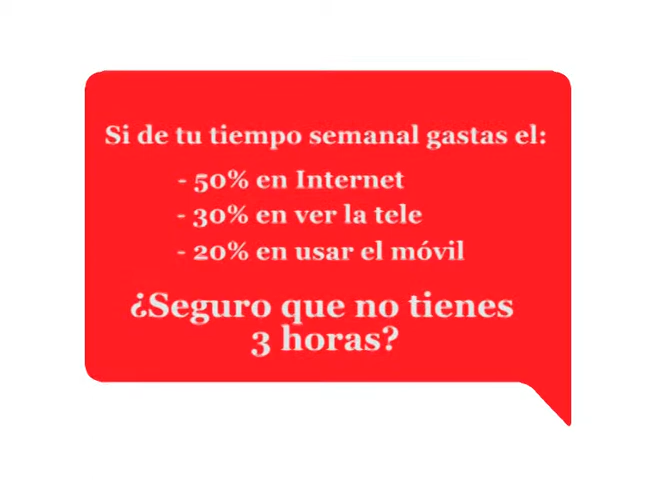 Si de tu tiempo semanal gastas el:
- 50% en Internet
- 30% en ver la tele
- 20% en usar el móvil
¿Seguro que no tienes
3 horas?